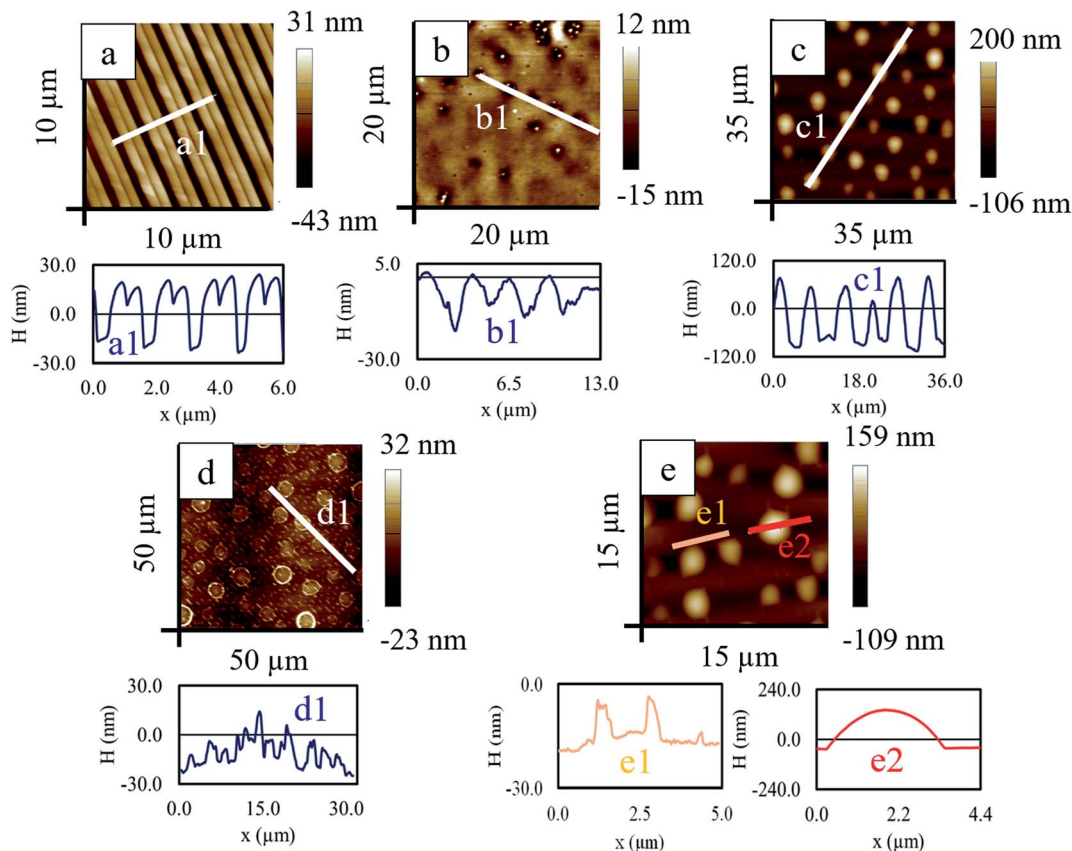 a
a1
10 µm
10 µm
31 nm
-43 nm
b
b1
20 µm
20 µm
12 nm
-15 nm
c
c1
35 µm
35 µm
200 nm
-106 nm
30.0
0.0
-30.0
H (nm)
a1
0.0 2.0 4.0 6.0
x (µm)
5.0
-30.0
H (nm)
b1
0.0 6.5 13.0
x (µm)
120.0
0.0
-120.0
H (nm)
c1
0.0 18.0 36.0
x (µm)
d
d1
50 µm
50 µm
32 nm
-23 nm
e
e1
e2
15 µm
15 µm
159 nm
-109 nm
30.0
0.0
-30.0
H (nm)
d1
0.0 15.0 30.0
x (µm)
0.0
-30.0
H (nm)
e1
0.0 2.5 5.0
x (µm)
240.0
0.0
-240.0
H (nm)
e2
0.0 2.2 4.4
x (µm)